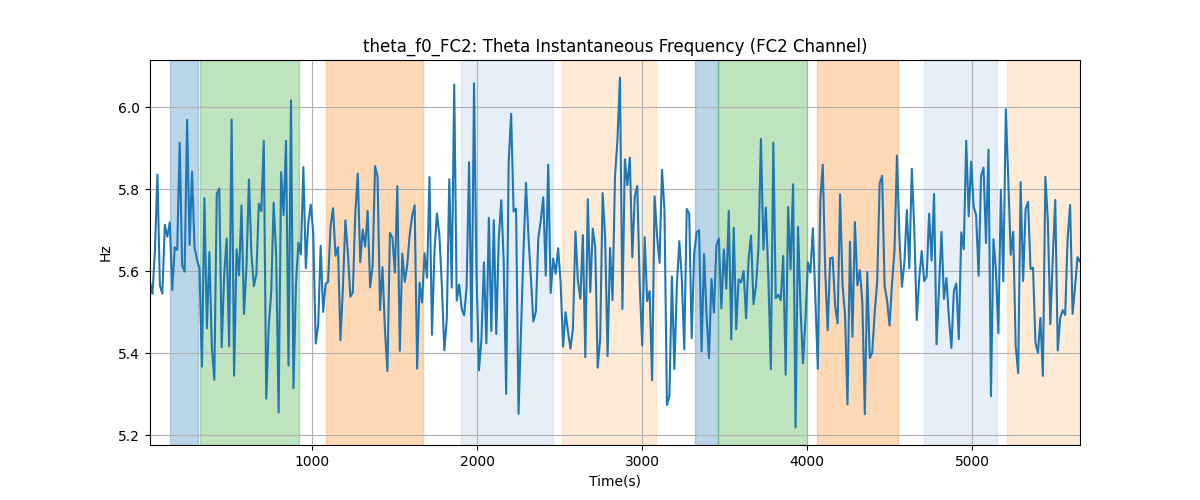 theta_f0_FC2: Theta Instantaneous Frequency (FC2 Channel)
6.0
5.8
5.6
5.4
5.2
Hz
1000 2000 3000 4000 5000
Time(s)